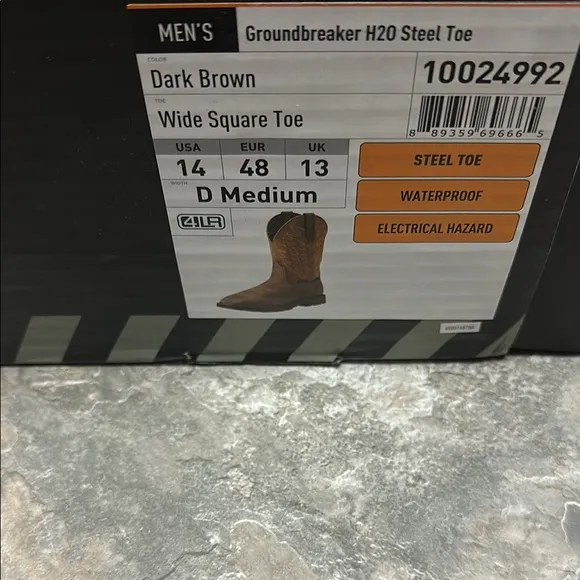 MEN'S Groundbreaker H2O Steel Toe
COLOR
Dark Brown
10024992
TOE
Wide Square Toe
8 89359 69666 5
USA EUR UK
14 48 13
WIDTH
D Medium
4LR
STEEL TOE
WATERPROOF
ELECTRICAL HAZARD